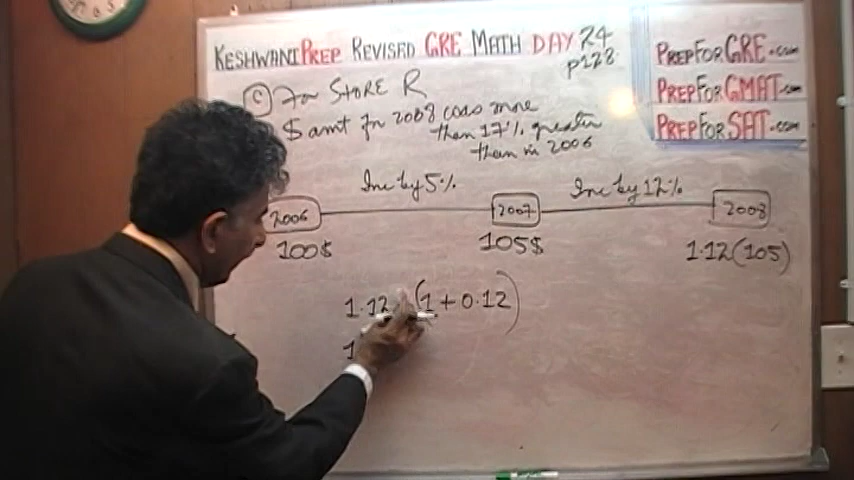 KESHWANIPREP REVISED GRE MATH DAY 24
p128
PREPFORGRE.com
PREPFORGMAT.com
PREPFORSAT.com
(C) For STORE R
$ amt for 2008 was more
than 17% greater
than in 2006
Inc by 5%
Inc by 12%
2006
2007
2008
100$
105$
1.12(105)
1.12 (1 + 0.12)
1